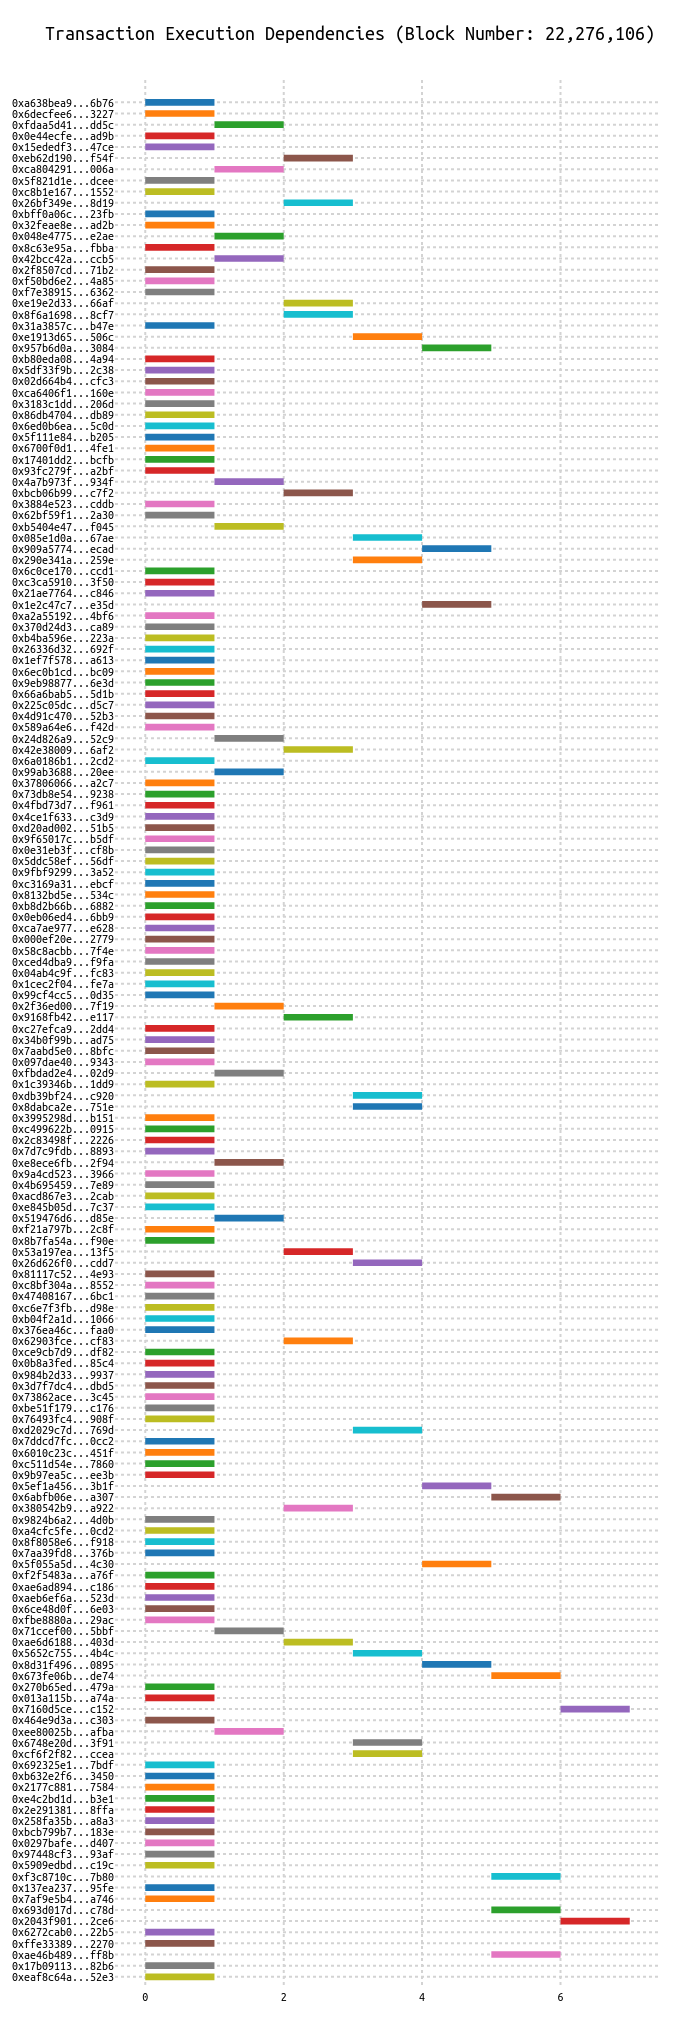 Transaction Execution Dependencies (Block Number: 22,276,106)
0xa638bea9...6b76
0x6decfee6...3227
0xfdaa5d41...dd5c
0x0e44ecfe...ad9b
0x15ededf3...47ce
0xeb62d190...f54f
0xca804291...006a
0x5f821d1e...dcee
0xc8b1e167...1552
0x26bf349e...8d19
0xbff0a06c...23fb
0x32feae8e...ad2b
0x048e4775...e2ae
0x8c63e95a...fbba
0x42bcc42a...ccb5
0x2f8507cd...71b2
0xf50bd6e2...4a85
0xf7e38915...6362
0xe19e2d33...66af
0x8f6a1698...8cf7
0x31a3857c...b47e
0xe1913d65...506c
0x957b6d0a...3084
0xb80eda08...4a94
0x5df33f9b...2c38
0x02d664b4...cfc3
0xca6406f1...160e
0x3183c1dd...206d
0x86db4704...db89
0x6ed0b6ea...5c0d
0x5f111e84...b205
0x6700f0d1...4fe1
0x17401dd2...bcfb
0x93fc279f...a2bf
0x4a7b973f...934f
0xbcb06b99...c7f2
0x3884e523...cddb
0x62bf59f1...2a30
0xb5404e47...f045
0x085e1d0a...67ae
0x909a5774...ecad
0x290e341a...259e
0x6c0ce170...ccd1
0xc3ca5910...3f50
0x21ae7764...c846
0x1e2c47c7...e35d
0xa2a55192...4bf6
0x370d24d3...ca89
0xb4ba596e...223a
0x26336d32...692f
0x1ef7f578...a613
0x6ec0b1cd...bc09
0x9eb98877...6e3d
0x66a6bab5...5d1b
0x225c05dc...d5c7
0x4d91c470...52b3
0x589a64e6...f42d
0x24d826a9...52c9
0x42e38009...6af2
0x6a0186b1...2cd2
0x99ab3688...20ee
0x37806066...a2c7
0x73db8e54...9238
0x4fbd73d7...f961
0x4ce1f633...c3d9
0xd20ad002...51b5
0x9f65017c...b5df
0x0e31eb3f...cf8b
0x5ddc58ef...56df
0x9fbf9299...3a52
0xc3169a31...ebcf
0x8132bd5e...534c
0xb8d2b66b...6882
0x0eb06ed4...6bb9
0xca7ae977...e628
0x000ef20e...2779
0x58c8acbb...7f4e
0xced4dba9...f9fa
0x04ab4c9f...fc83
0x1cec2f04...fe7a
0x99cf4cc5...0d35
0x2f36ed00...7f19
0x9168fb42...e117
0xc27efca9...2dd4
0x34b0f99b...ad75
0x7aabd5e0...8bfc
0x097dae40...9343
0xfbdad2e4...02d9
0x1c39346b...1dd9
0xdb39bf24...c920
0x8dabca2e...751e
0x3995298d...b151
0xc499622b...0915
0x2c83498f...2226
0x7d7c9fdb...8893
0xe8ece6fb...2f94
0x9a4cd523...3966
0x4b695459...7e89
0xacd867e3...2cab
0xe845b05d...7c37
0x519476d6...d85e
0xf21a797b...2c8f
0x8b7fa54a...f90e
0x53a197ea...13f5
0x26d626f0...cdd7
0x81117c52...4e93
0xc8bf304a...8552
0x47408167...6bc1
0xc6e7f3fb...d98e
0xb04f2a1d...1066
0x376ea46c...faa0
0x62903fce...cf83
0xce9cb7d9...df82
0x0b8a3fed...85c4
0x984b2d33...9937
0x3d7f7dc4...dbd5
0x73862ace...3c45
0xbe51f179...c176
0x76493fc4...908f
0xd2029c7d...769d
0x7ddcd7fc...0cc2
0x6010c23c...451f
0xc511d54e...7860
0x9b97ea5c...ee3b
0x5ef1a456...3b1f
0x6abfb06e...a307
0x380542b9...a922
0x9824b6a2...4d0b
0xa4cfc5fe...0cd2
0x8f8058e6...f918
0x7aa39fd8...376b
0x5f055a5d...4c30
0xf2f5483a...a76f
0xae6ad894...c186
0xaeb6ef6a...523d
0x6ce48d0f...6e03
0xfbe8880a...29ac
0x71ccef00...5bbf
0xae6d6188...403d
0x5652c755...4b4c
0x8d31f496...0895
0x673fe06b...de74
0x270b65ed...479a
0x013a115b...a74a
0x7160d5ce...c152
0x464e9d3a...c303
0xee80025b...afba
0x6748e20d...3f91
0xcf6f2f82...ccea
0x692325e1...7bdf
0xb632e2f6...3450
0x2177c881...7584
0xe4c2bd1d...b3e1
0x2e291381...8ffa
0x258fa35b...a8a3
0xbcb799b7...183e
0x0297bafe...d407
0x97448cf3...93af
0x5909edbd...c19c
0xf3c8710c...7b80
0x137ea237...95fe
0x7af9e5b4...a746
0x693d017d...c78d
0x2043f901...2ce6
0x6272cab0...22b5
0xffe33389...2270
0xae46b489...ff8b
0x17b09113...82b6
0xeaf8c64a...52e3
0 2 4 6